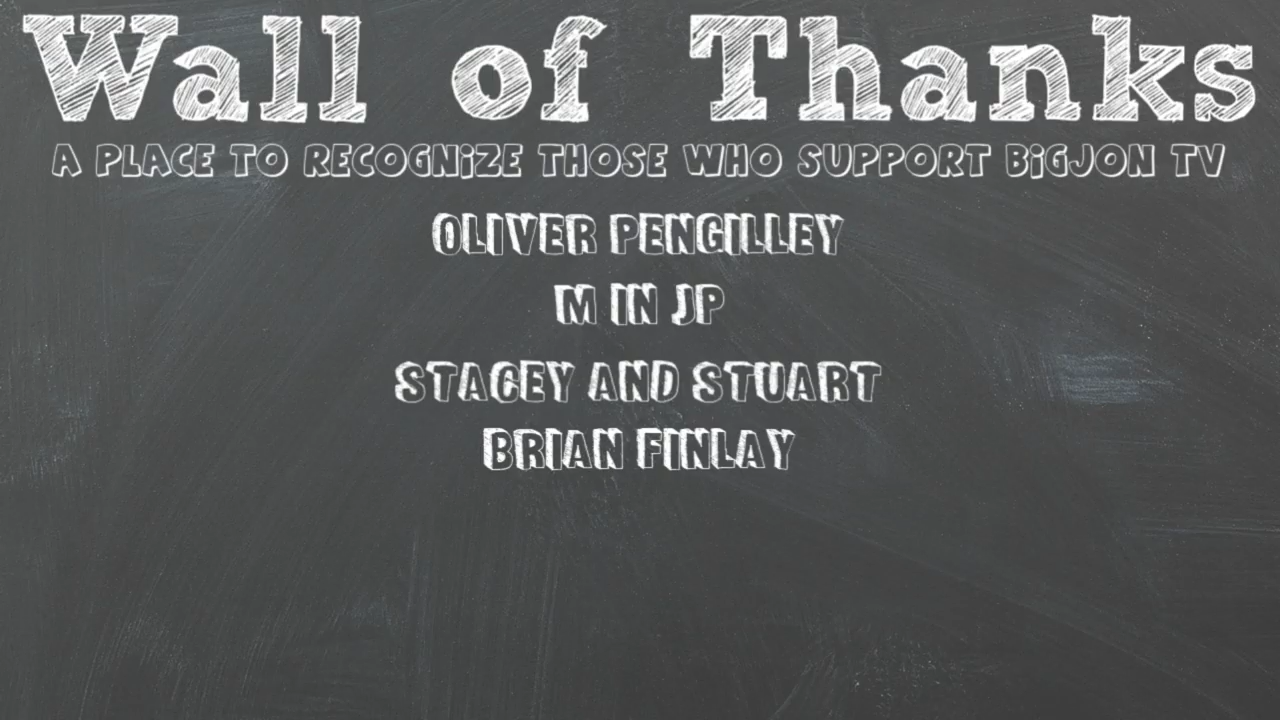 Wall of Thanks
A PLACE TO RECOGNiZE THOSE WHO SUPPORT BiGJON TV
OLIVER PENGILLEY
M IN JP
STACEY AND STUART
BRIAN FINLAY